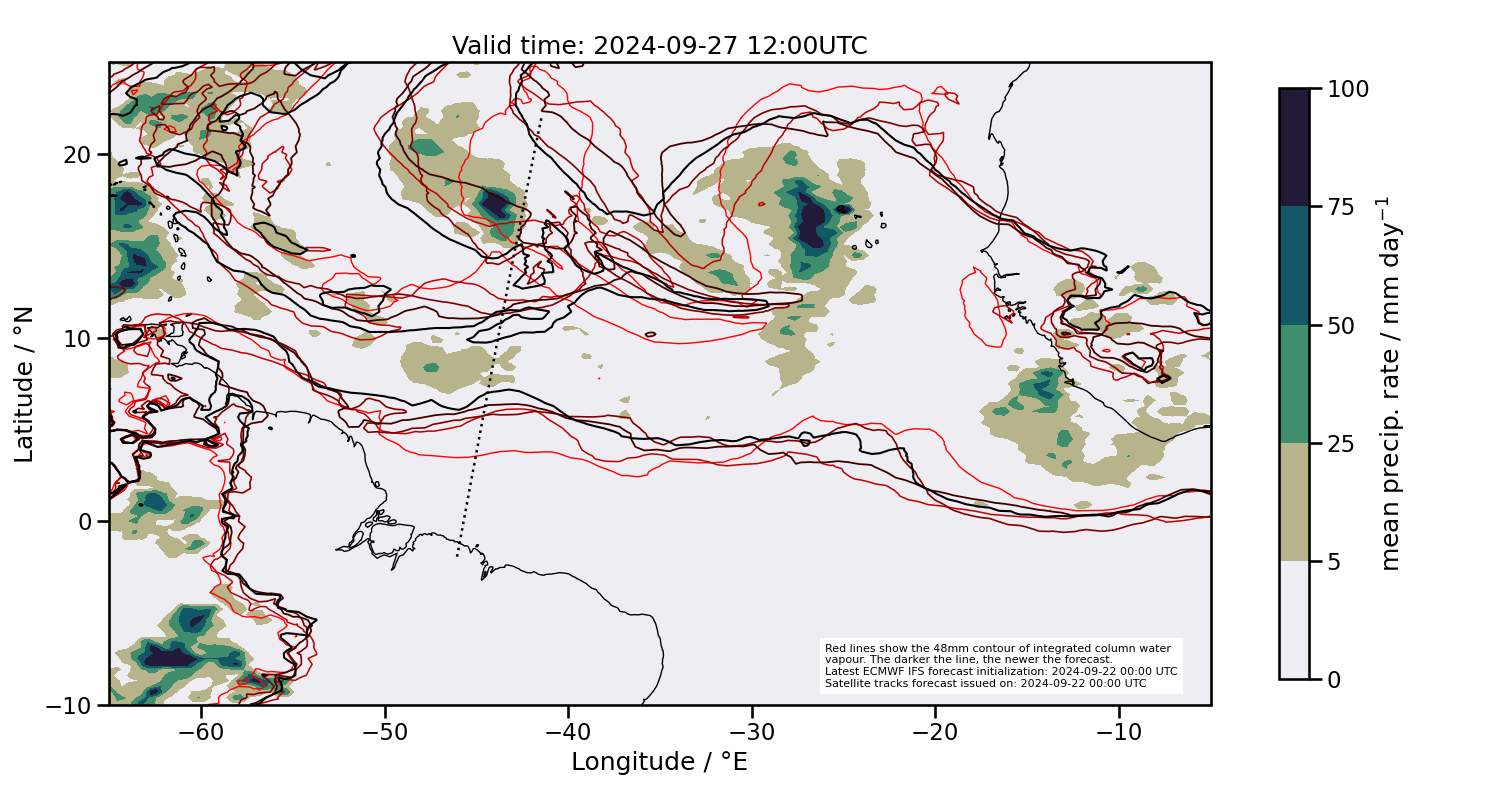 Valid time: 2024-09-27 12:00UTC
Latitude / °N
20
10
0
−10
−60
−50
−40
−30
−20
−10
Longitude / °E
Red lines show the 48mm contour of integrated column water
vapour. The darker the line, the newer the forecast.
Latest ECMWF IFS forecast initialization: 2024-09-22 00:00 UTC
Satellite tracks forecast issued on: 2024-09-22 00:00 UTC
100
75
50
25
5
0
mean precip. rate / mm day⁻¹